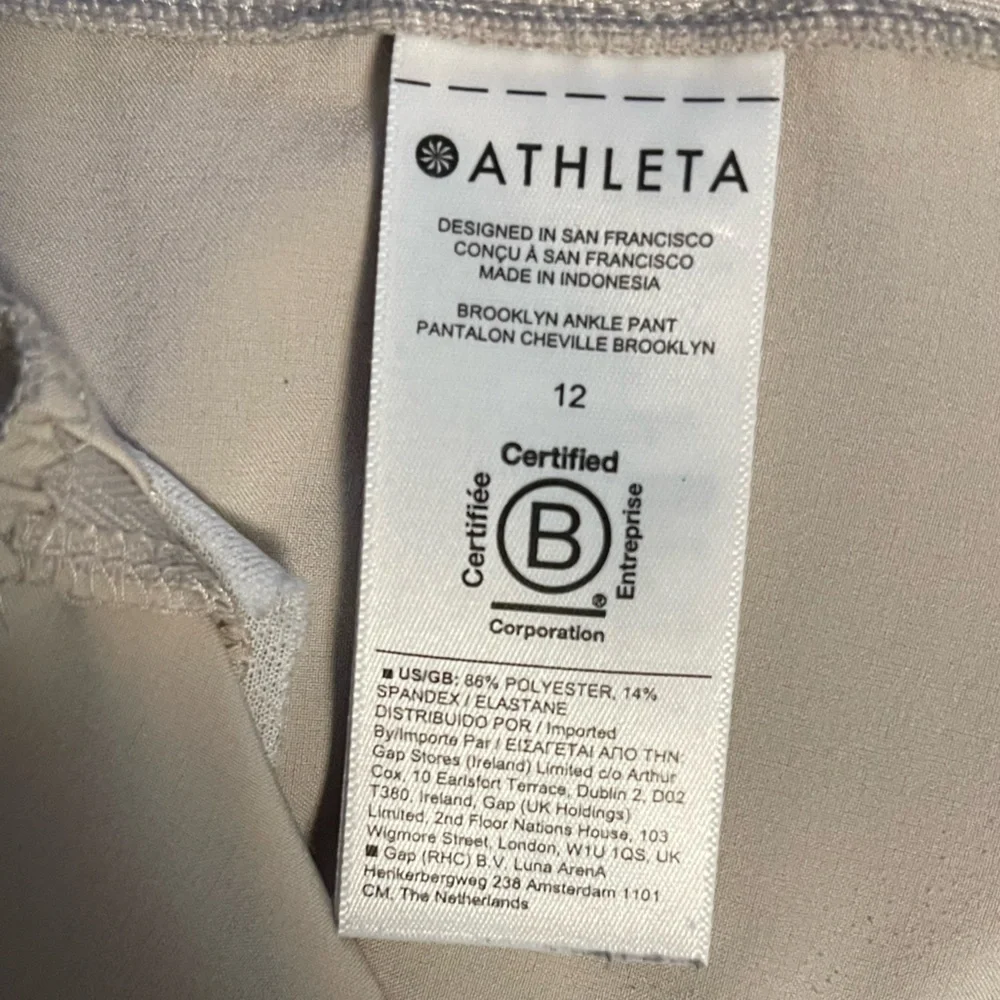 ATHLETA
DESIGNED IN SAN FRANCISCO
CONÇU À SAN FRANCISCO
MADE IN INDONESIA
BROOKLYN ANKLE PANT
PANTALON CHEVILLE BROOKLYN
12
Certified
Certifiée
B
Entreprise
®
Corporation
US/GB: 86% POLYESTER, 14%
SPANDEX / ELASTANE
DISTRIBUIDO POR / Imported
By/Importe Par / ΕΙΣΑΓΕΤΑΙ ΑΠΟ ΤΗΝ:
Gap Stores (Ireland) Limited c/o Arthur
Cox, 10 Earlsfort Terrace, Dublin 2, D02
T380, Ireland, Gap (UK Holdings)
Limited, 2nd Floor Nations House, 103
Wigmore Street, London, W1U 1QS, UK
Gap (RHC) B.V. Luna ArenA
Herikerbergweg 238 Amsterdam 1101
CM, The Netherlands